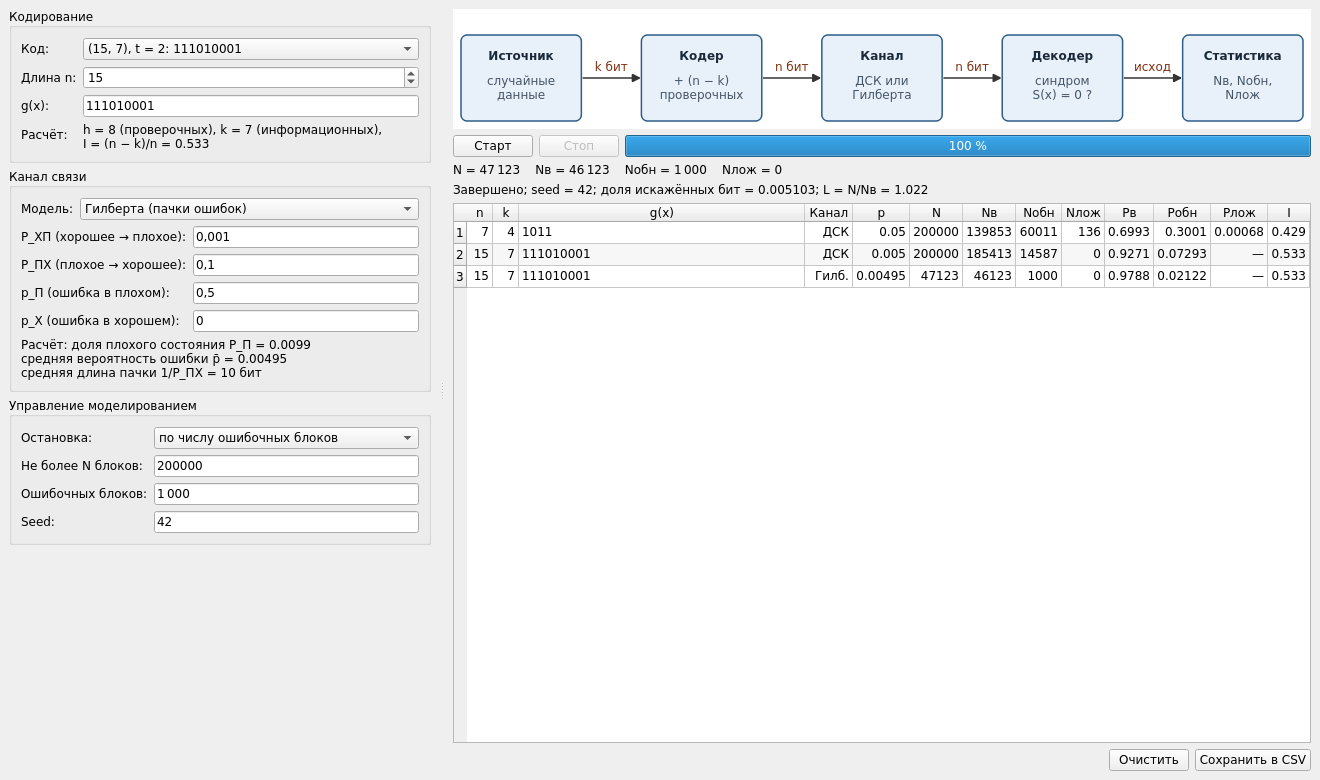 Кодирование
Код: (15, 7), t = 2: 111010001
Длина n: 15
g(x): 111010001
Расчёт: h = 8 (проверочных), k = 7 (информационных),
I = (n − k)/n = 0.533
Канал связи
Модель: Гилберта (пачки ошибок)
P_ХП (хорошее → плохое): 0,001
P_ПХ (плохое → хорошее): 0,1
p_П (ошибка в плохом): 0,5
p_Х (ошибка в хорошем): 0
Расчёт: доля плохого состояния P_П = 0.0099
средняя вероятность ошибки p̄ = 0.00495
средняя длина пачки 1/P_ПХ = 10 бит
Управление моделированием
Остановка: по числу ошибочных блоков
Не более N блоков: 200000
Ошибочных блоков: 1 000
Seed: 42
Источник
случайные
данные
k бит
Кодер
+ (n − k)
проверочных
n бит
Канал
ДСК или
Гилберта
n бит
Декодер
синдром
S(x) = 0 ?
исход
Статистика
Nв, Nобн,
Nлож
Старт Стоп 100 %
N = 47 123 Nв = 46 123 Nобн = 1 000 Nлож = 0
Завершено; seed = 42; доля искажённых бит = 0.005103; L = N/Nв = 1.022
n k g(x) Канал p N Nв Nобн Nлож Pв Pобн Pлож I
1 7 4 1011 ДСК 0.05 200000 139853 60011 136 0.6993 0.3001 0.00068 0.429
2 15 7 111010001 ДСК 0.005 200000 185413 14587 0 0.9271 0.07293 — 0.533
3 15 7 111010001 Гилб. 0.00495 47123 46123 1000 0 0.9788 0.02122 — 0.533
Очистить Сохранить в CSV